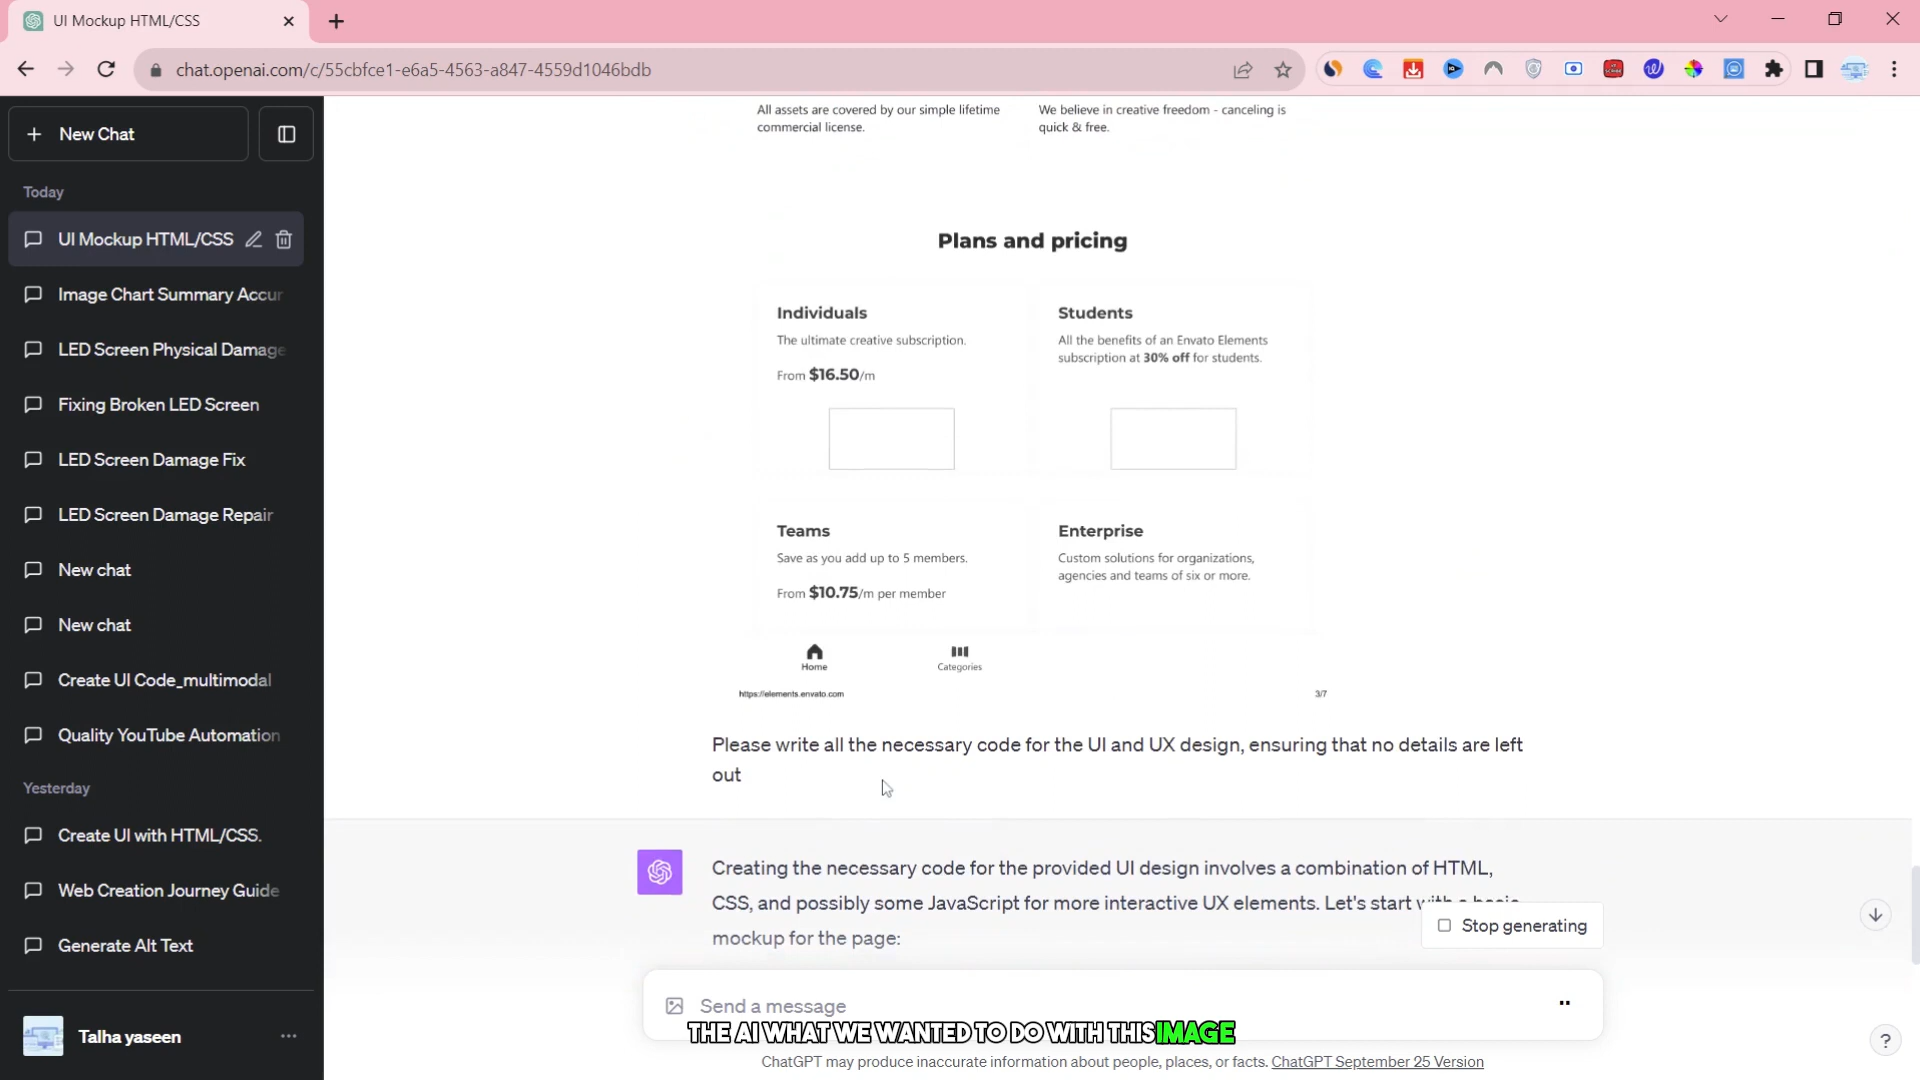 UI Mockup HTML/CSS
chat.openai.com/c/55cbfce1-e6a5-4563-a847-4559d1046bdb
New Chat
Today
UI Mockup HTML/CSS
Image Chart Summary Accur
LED Screen Physical Damage
Fixing Broken LED Screen
LED Screen Damage Fix
LED Screen Damage Repair
New chat
New chat
Create UI Code_multimodal
Quality YouTube Automation
Yesterday
Create UI with HTML/CSS.
Web Creation Journey Guide
Generate Alt Text
Talha yaseen
All assets are covered by our simple lifetime
commercial license.
We believe in creative freedom - canceling is
quick & free.
Plans and pricing
Individuals
The ultimate creative subscription.
From $16.50/m
Students
All the benefits of an Envato Elements
subscription at 30% off for students.
Teams
Save as you add up to 5 members.
From $10.75/m per member
Enterprise
Custom solutions for organizations,
agencies and teams of six or more.
Home
Categories
https://elements.envato.com
3/7
Please write all the necessary code for the UI and UX design, ensuring that no details are left
out
Creating the necessary code for the provided UI design involves a combination of HTML,
CSS, and possibly some JavaScript for more interactive UX elements. Let's start with a basic
mockup for the page:
Stop generating
Send a message
THE AI WHAT WE WANTED TO DO WITH THIS IMAGE
ChatGPT may produce inaccurate information about people, places, or facts. ChatGPT September 25 Version
?